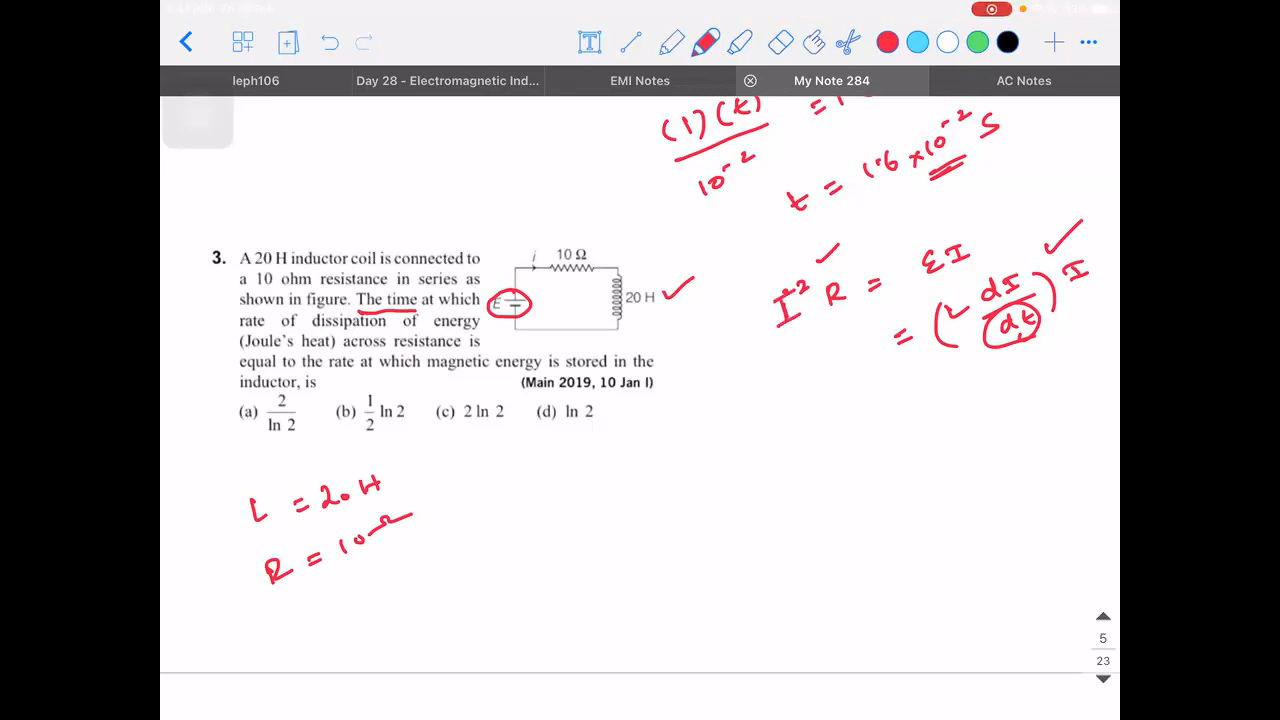 leph106
Day 28 - Electromagnetic Ind...
EMI Notes
My Note 284
AC Notes
(1)(t)
10⁻²
t = 1.6 × 10⁻² S
3. A 20 H inductor coil is connected to
a 10 ohm resistance in series as
shown in figure. The time at which
rate of dissipation of energy
(Joule's heat) across resistance is
equal to the rate at which magnetic energy is stored in the
inductor, is
(Main 2019, 10 Jan I)
(a) 2/ln 2 (b) 1/2 ln 2 (c) 2 ln 2 (d) ln 2
i
10 Ω
E
20 H
I² R = ƐI
= (L dI/dt) I
L = 20 H
R = 10 Ω
5
23